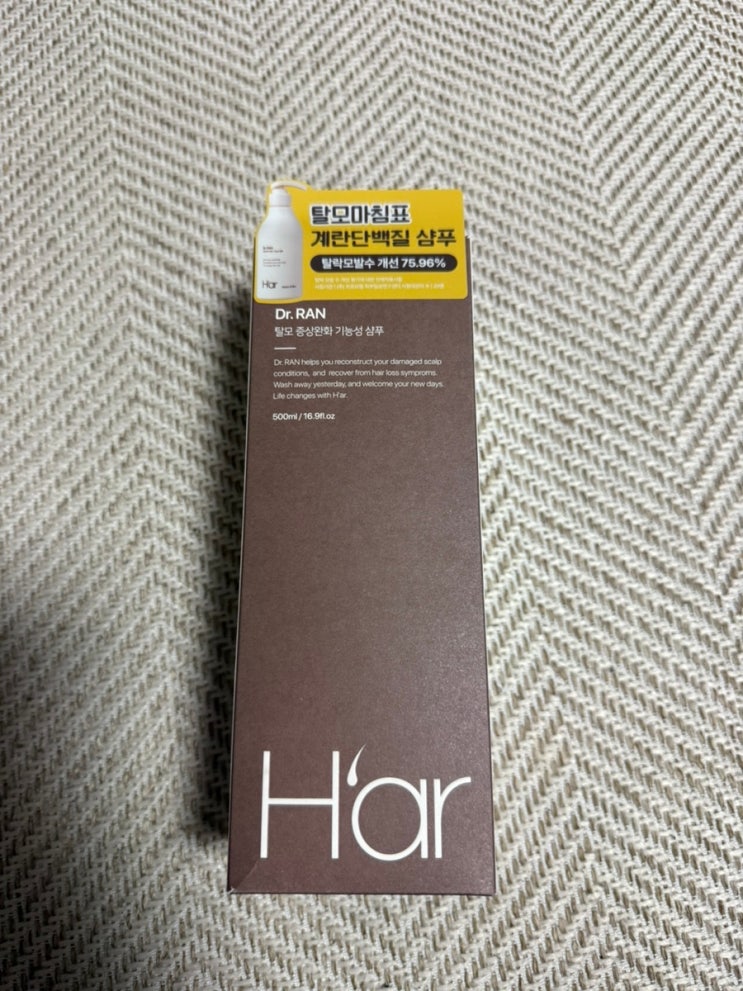 탈모마침표
계란단백질 샴푸
탈락모발수 개선 75.96%
Dr.RAN
H'ar
Dr. RAN
탈모 증상완화 기능성 샴푸
Dr. RAN helps you reconstruct your damaged scalp
conditions, and recover from hair loss symproms.
Wash away yesterday, and welcome your new days.
Life changes with H'ar.
500ml / 16.9fl.oz
H'ar